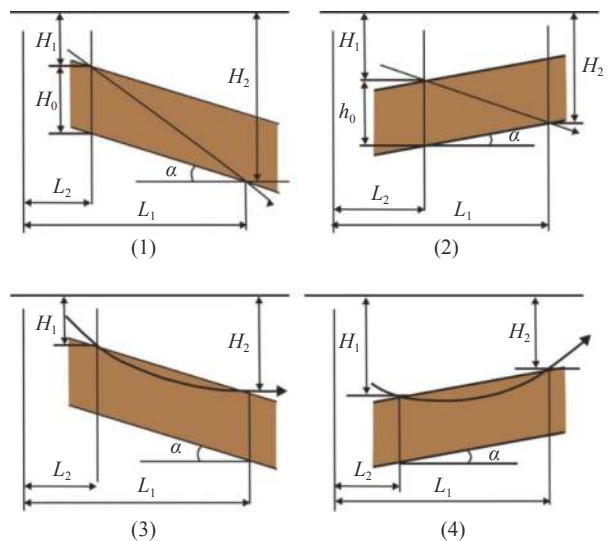 H₁
H₀
H₂
α
L₂
L₁
(1)
H₁
h₀
H₂
α
L₂
L₁
(2)
H₁
H₂
α
L₂
L₁
(3)
H₁
H₂
α
L₂
L₁
(4)